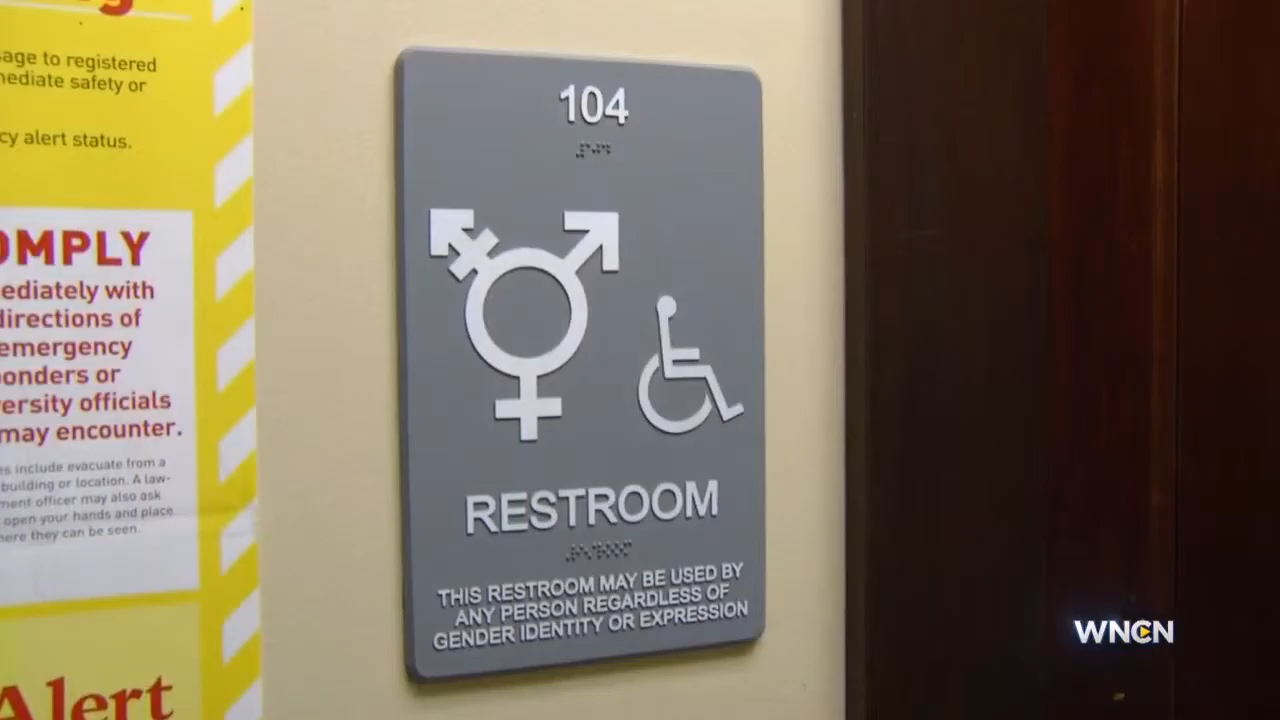 sage to registered
mediate safety or
cy alert status.
OMPLY
ediately with
directions of
emergency
ponders or
ersity officials
may encounter.
es include evacuate from a
building or location. A law-
ment officer may also ask
open your hands and place
here they can be seen.
Alert
104
RESTROOM
THIS RESTROOM MAY BE USED BY
ANY PERSON REGARDLESS OF
GENDER IDENTITY OR EXPRESSION
WNCN